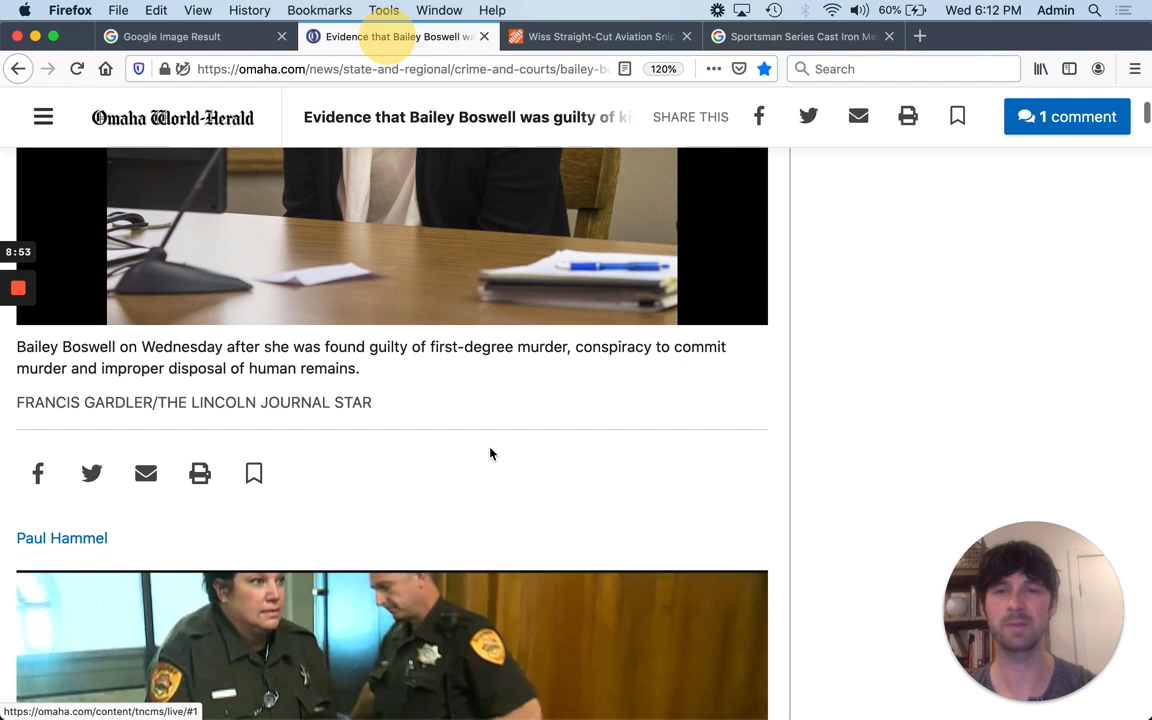 Firefox File Edit View History Bookmarks Tools Window Help 60% Wed 6:12 PM Admin
Google Image Result Evidence that Bailey Boswell wa Wiss Straight-Cut Aviation Snip Sportsman Series Cast Iron Me
https://omaha.com/news/state-and-regional/crime-and-courts/bailey-bo 120% Search
Omaha World-Herald Evidence that Bailey Boswell was guilty of ki SHARE THIS 1 comment
8:53
Bailey Boswell on Wednesday after she was found guilty of first-degree murder, conspiracy to commit
murder and improper disposal of human remains.
FRANCIS GARDLER/THE LINCOLN JOURNAL STAR
Paul Hammel
https://omaha.com/content/tncms/live/#1